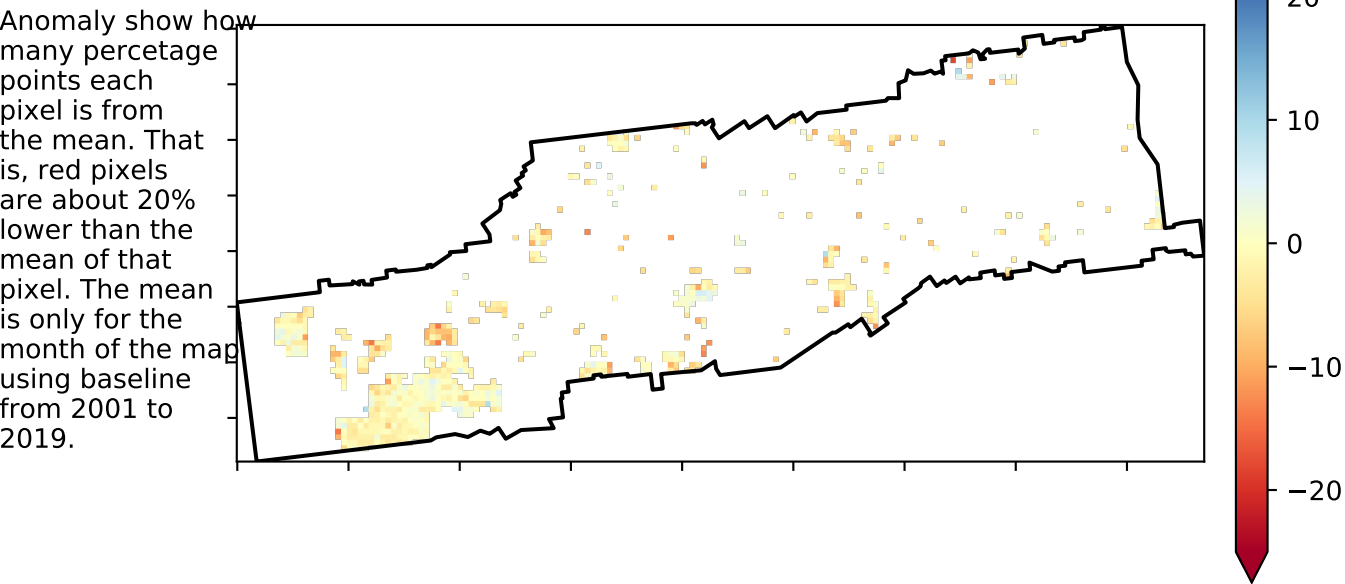 Anomaly show how
many percetage
points each
pixel is from
the mean. That
is, red pixels
are about 20%
lower than the
mean of that
pixel. The mean
is only for the
month of the map
using baseline
from 2001 to
2019.
20
10
0
−10
−20